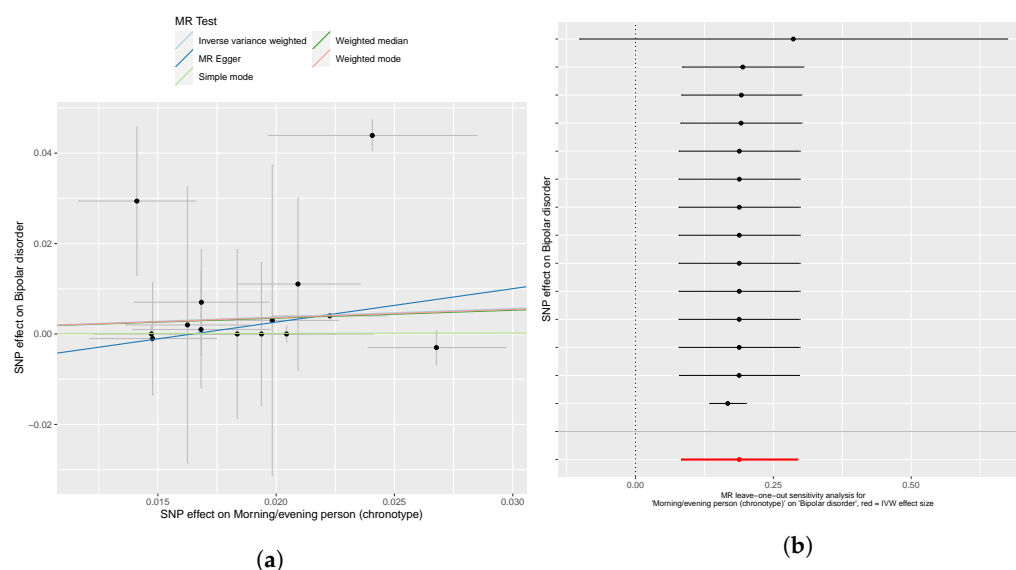 MR Test
Inverse variance weighted
Weighted median
MR Egger
Weighted mode
Simple mode
SNP effect on Bipolar disorder
0.04
0.02
0.00
−0.02
0.015
0.020
0.025
0.030
SNP effect on Morning/evening person (chronotype)
(a)
SNP effect on Bipolar disorder
0.00
0.25
0.50
MR leave−one−out sensitivity analysis for
'Morning/evening person (chronotype)' on 'Bipolar disorder', red = IVW effect size
(b)